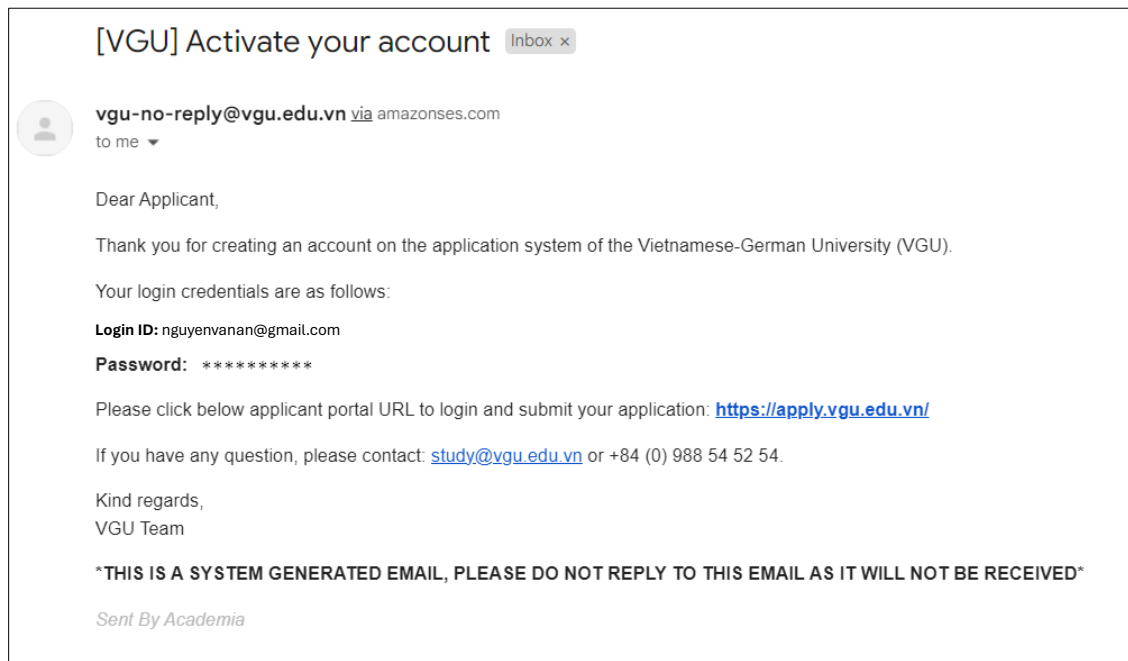 [VGU] Activate your account Inbox ×
vgu-no-reply@vgu.edu.vn via amazonses.com
to me
Dear Applicant,
Thank you for creating an account on the application system of the Vietnamese-German University (VGU).
Your login credentials are as follows:
Login ID: nguyenvanan@gmail.com
Password: **********
Please click below applicant portal URL to login and submit your application: https://apply.vgu.edu.vn/
If you have any question, please contact: study@vgu.edu.vn or +84 (0) 988 54 52 54.
Kind regards,
VGU Team
*THIS IS A SYSTEM GENERATED EMAIL, PLEASE DO NOT REPLY TO THIS EMAIL AS IT WILL NOT BE RECEIVED*
Sent By Academia